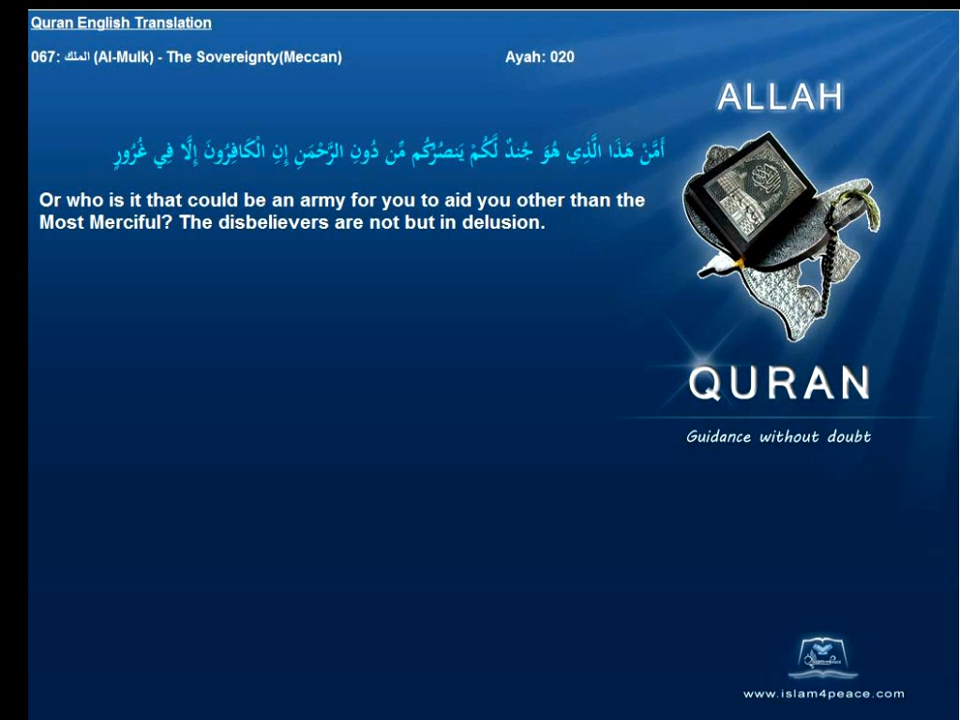 Quran English Translation
067: الملك (Al-Mulk) - The Sovereignty(Meccan) Ayah: 020
ALLAH
أَمَّنْ هَذَا الَّذِي هُوَ جُندٌ لَّكُمْ يَنصُرُكُم مِّن دُونِ الرَّحْمَنِ إِنِ الْكَافِرُونَ إِلَّا فِي غُرُورٍ
Or who is it that could be an army for you to aid you other than the
Most Merciful? The disbelievers are not but in delusion.
QURAN
Guidance without doubt
www.islam4peace.com